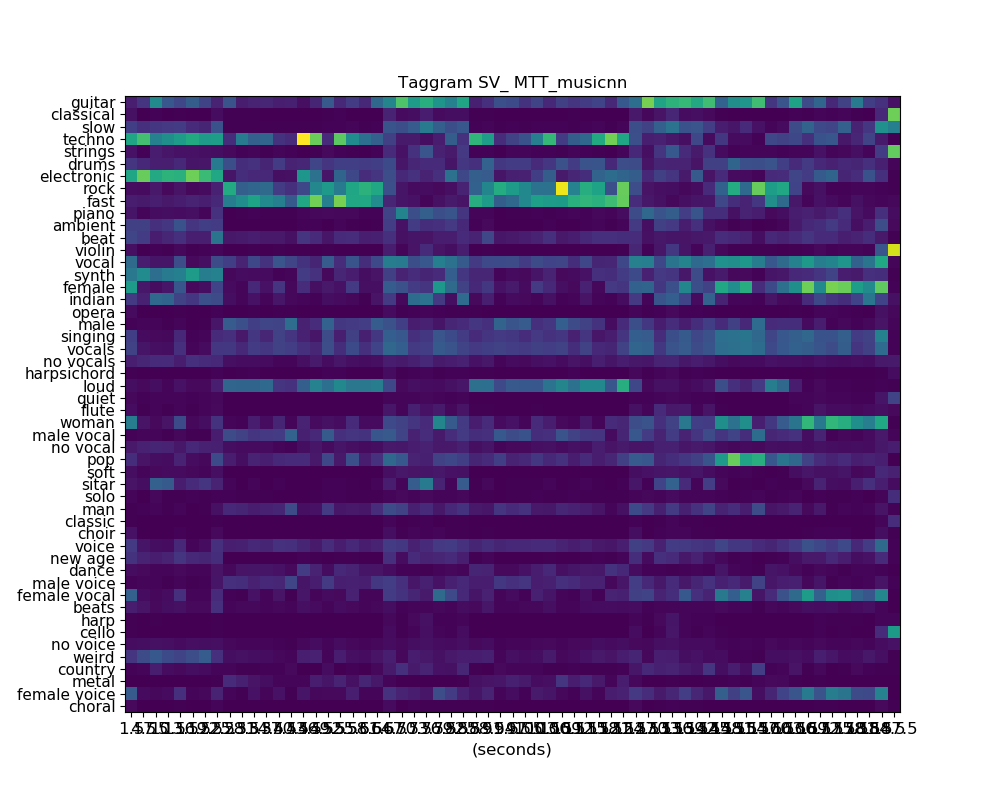 Taggram SV_ MTT_musicnn
guitar
classical
slow
techno
strings
drums
electronic
rock
fast
piano
ambient
beat
violin
vocal
synth
female
indian
opera
male
singing
vocals
no vocals
harpsichord
loud
quiet
flute
woman
male vocal
no vocal
pop
soft
sitar
solo
man
classic
choir
voice
new age
dance
male voice
female vocal
beats
harp
cello
no voice
weird
country
metal
female voice
choral
(seconds)